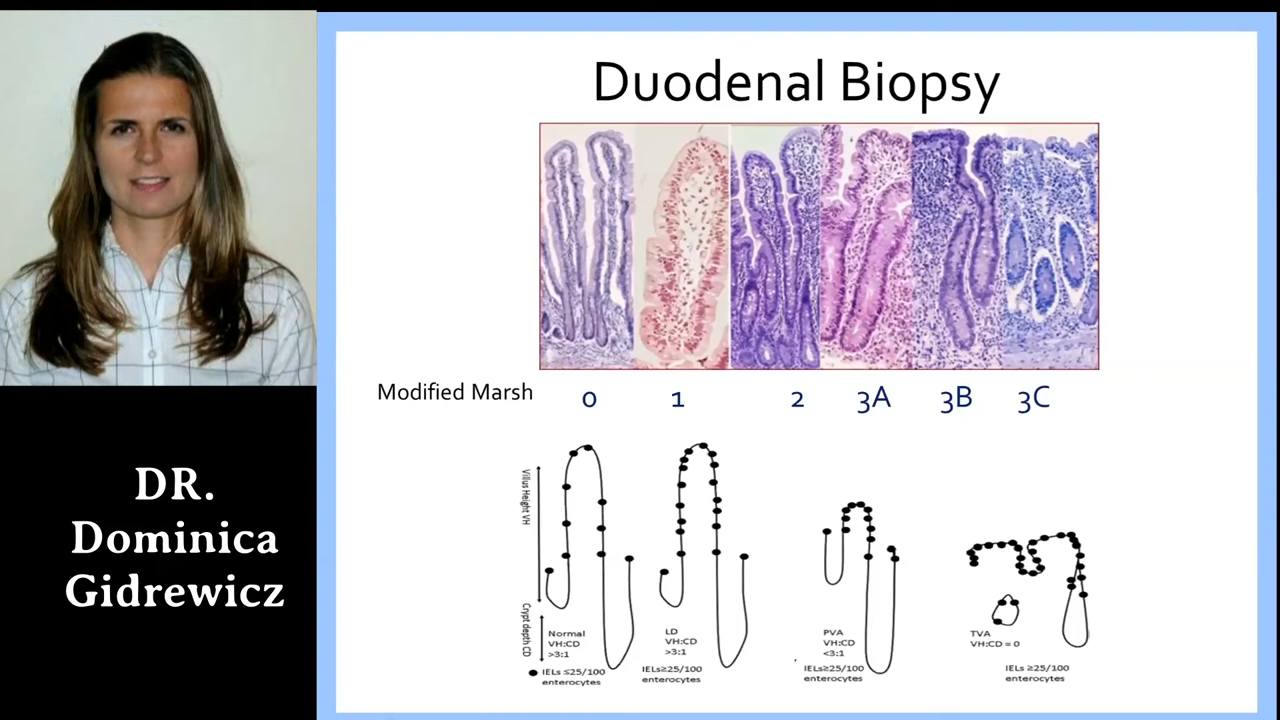 Duodenal Biopsy
Modified Marsh
0 1 2 3A 3B 3C
DR.
Dominica
Gidrewicz
Villus Height VH
Crypt depth CD
Normal
VH:CD
>3:1
IELs ≤25/100
enterocytes
LD
VH:CD
>3:1
IELs≥25/100
enterocytes
PVA
VH:CD
<3:1
IELs≥25/100
enterocytes
TVA
VH:CD = 0
IELs ≥25/100
enterocytes